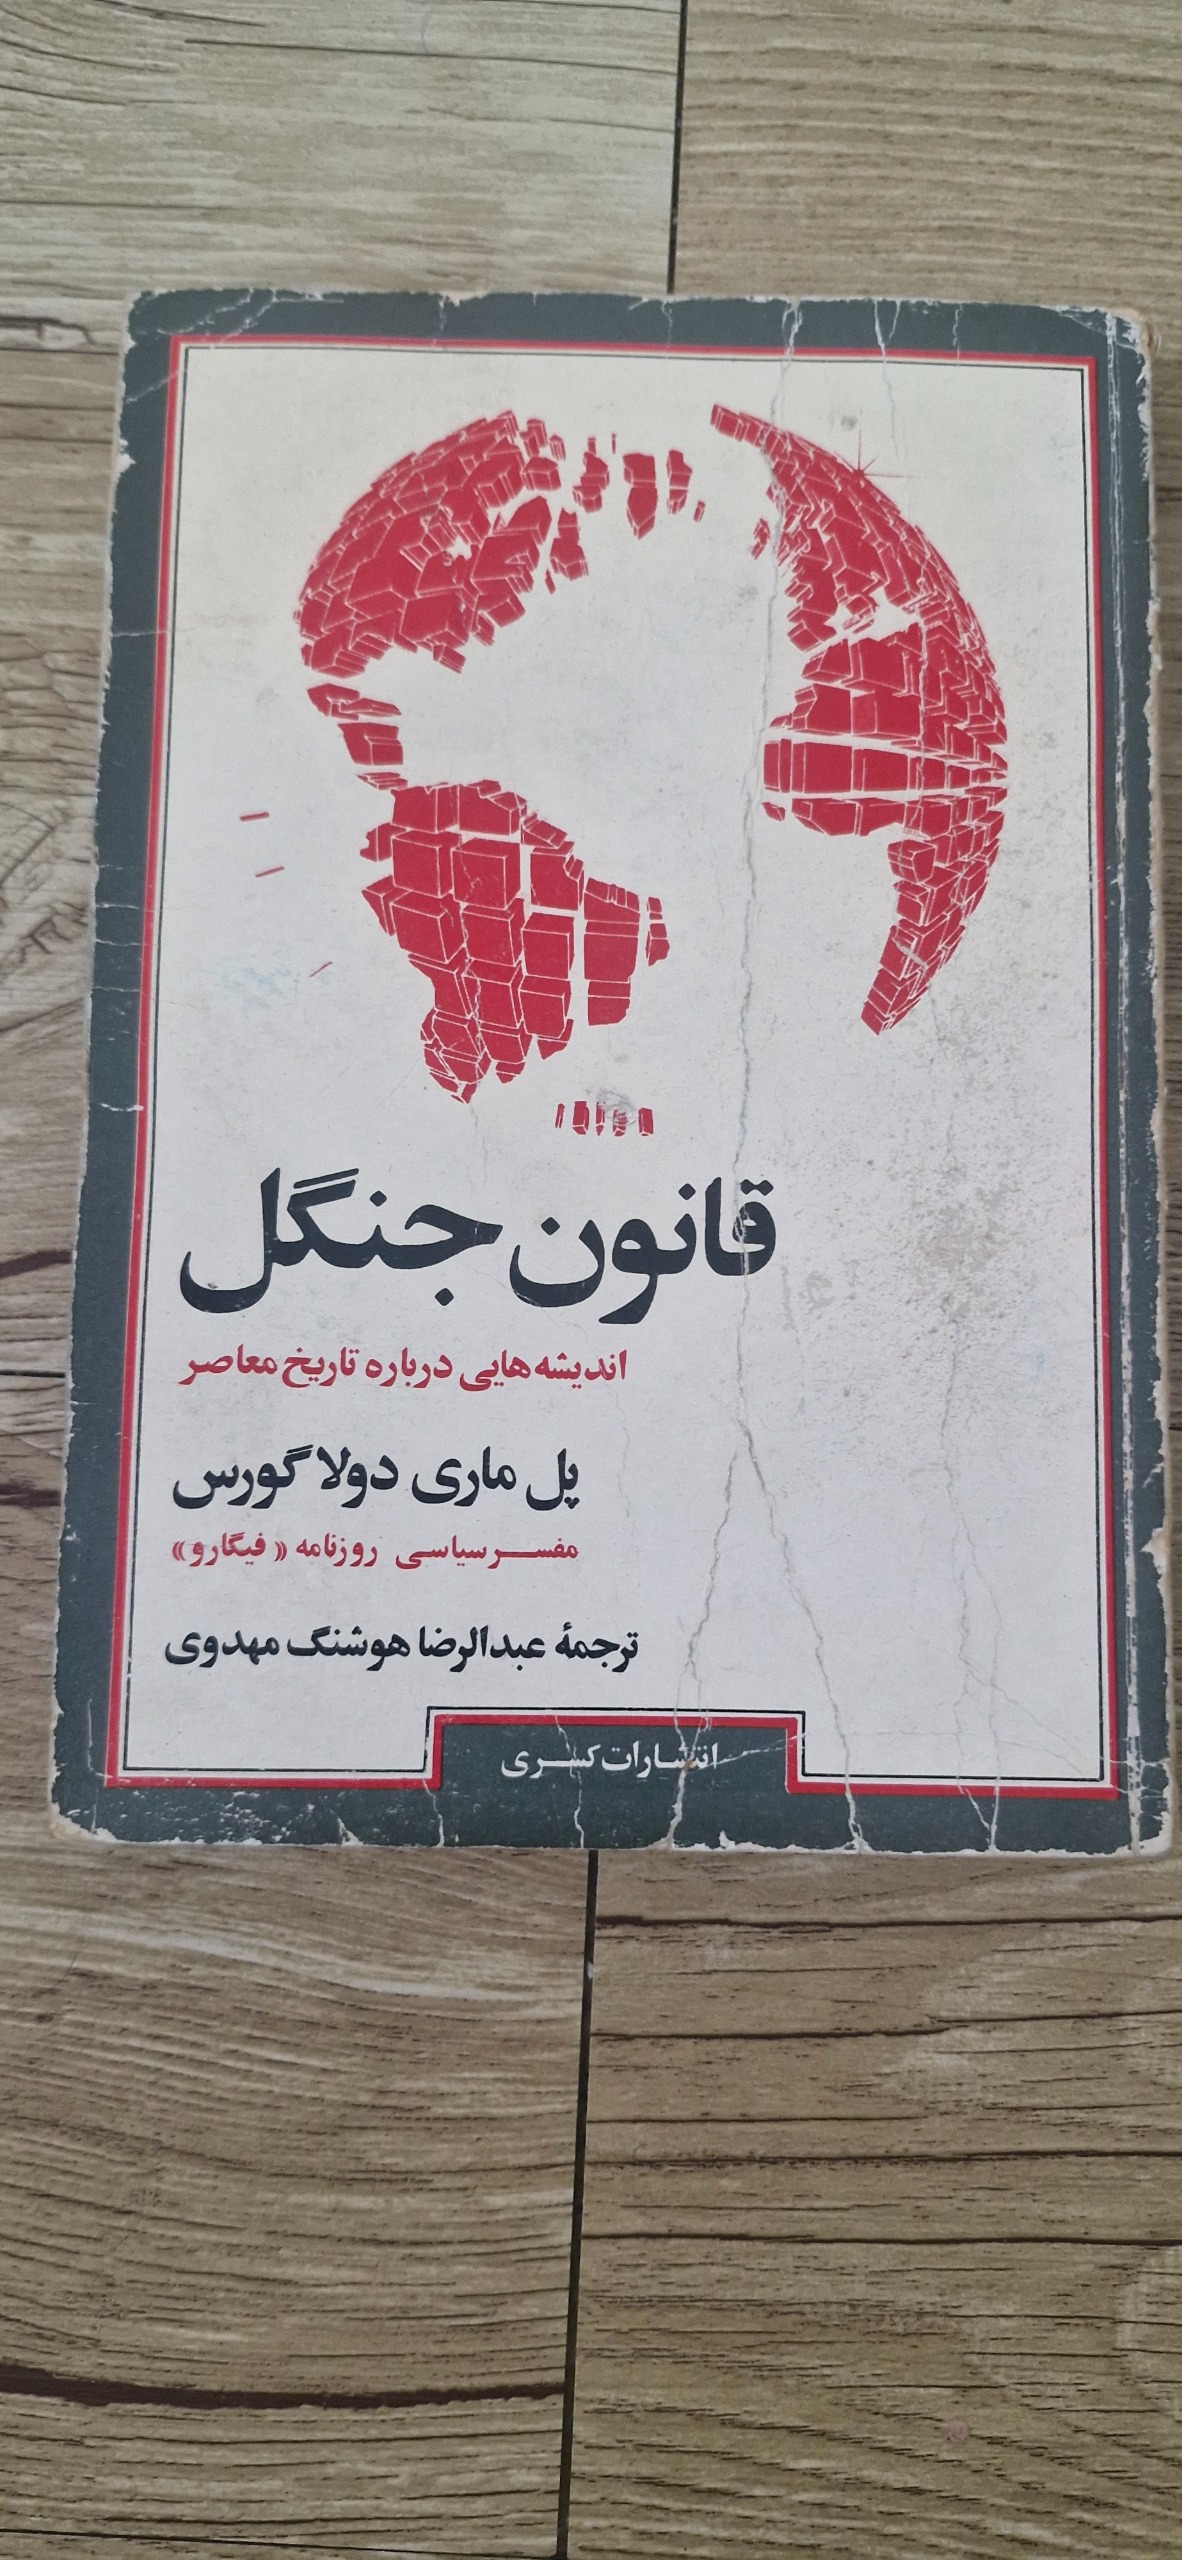 قانون جنگل
اندیشه‌هایی درباره تاریخ معاصر
پل ماری دولاگورس
مفسر سیاسی روزنامه «فیگارو»
ترجمهٔ عبدالرضا هوشنگ مهدوی
انتشارات کسری